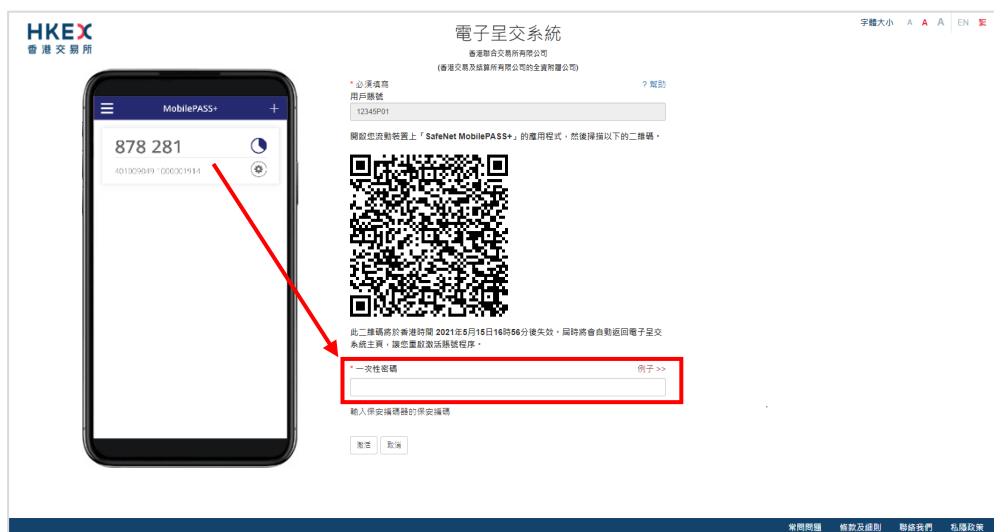 HKEX
香港交易所
字體大小 A A A EN 繁
電子呈交系統
香港聯合交易所有限公司
(香港交易及結算所有限公司的全資附屬公司)
* 必須填寫
? 幫助
用戶賬號
12345P01
開啟您流動裝置上「SafeNet MobilePASS+」的應用程式，然後掃描以下的二維碼。
MobilePASS+
878 281
401009849 1000001914
此二維碼將於香港時間 2021年5月15日16時56分後失效。屆時將會自動返回電子呈交
系統主頁，讓您重啟激活賬號程序。
* 一次性密碼
例子 >>
輸入保安編碼器的保安編碼
激活 取消
常問問題 條款及細則 聯絡我們 私隱政策